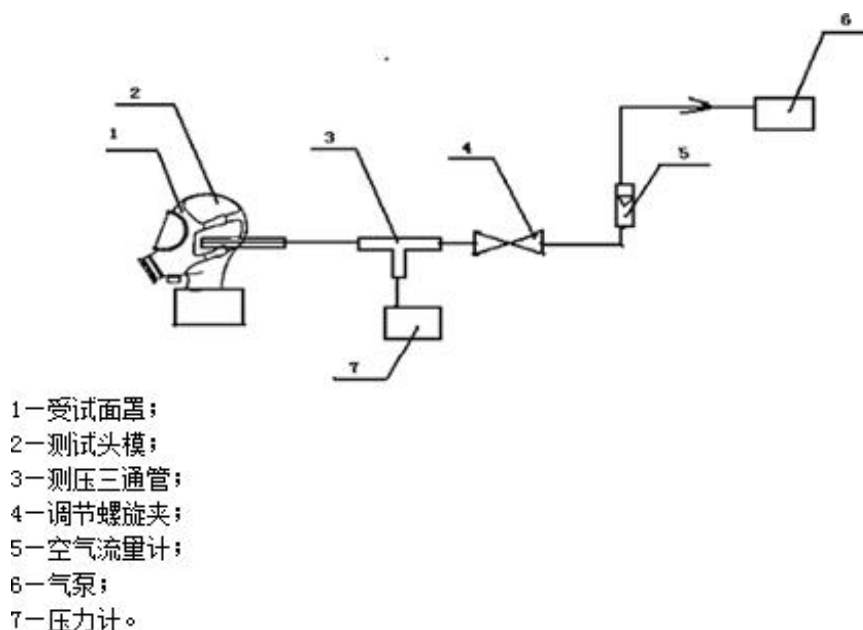 6
2
1
3
4
5
7
1—受试面罩；
2—测试头模；
3—测压三通管；
4—调节螺旋夹；
5—空气流量计；
6—气泵；
7—压力计。